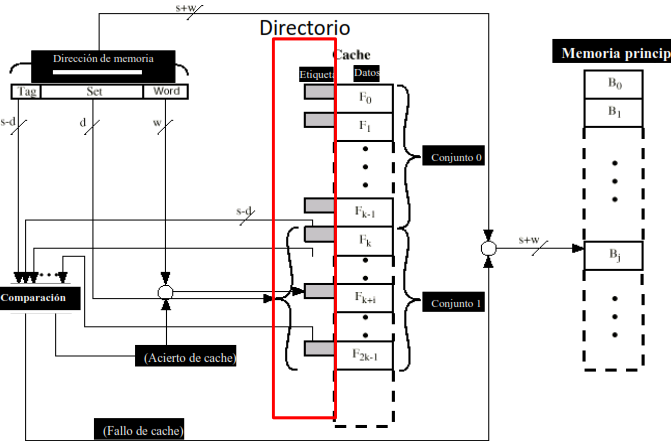 s+w
Directorio
Cache
Memoria princip
Dirección de memoria
Etiqueta
Datos
Tag
Set
Word
F0
B0
s-d
d
w
F1
B1
Conjunto 0
s-d
Fk-1
Fk
s+w
Bj
Comparación
Fk+i
Conjunto 1
(Acierto de cache)
F2k-1
(Fallo de cache)